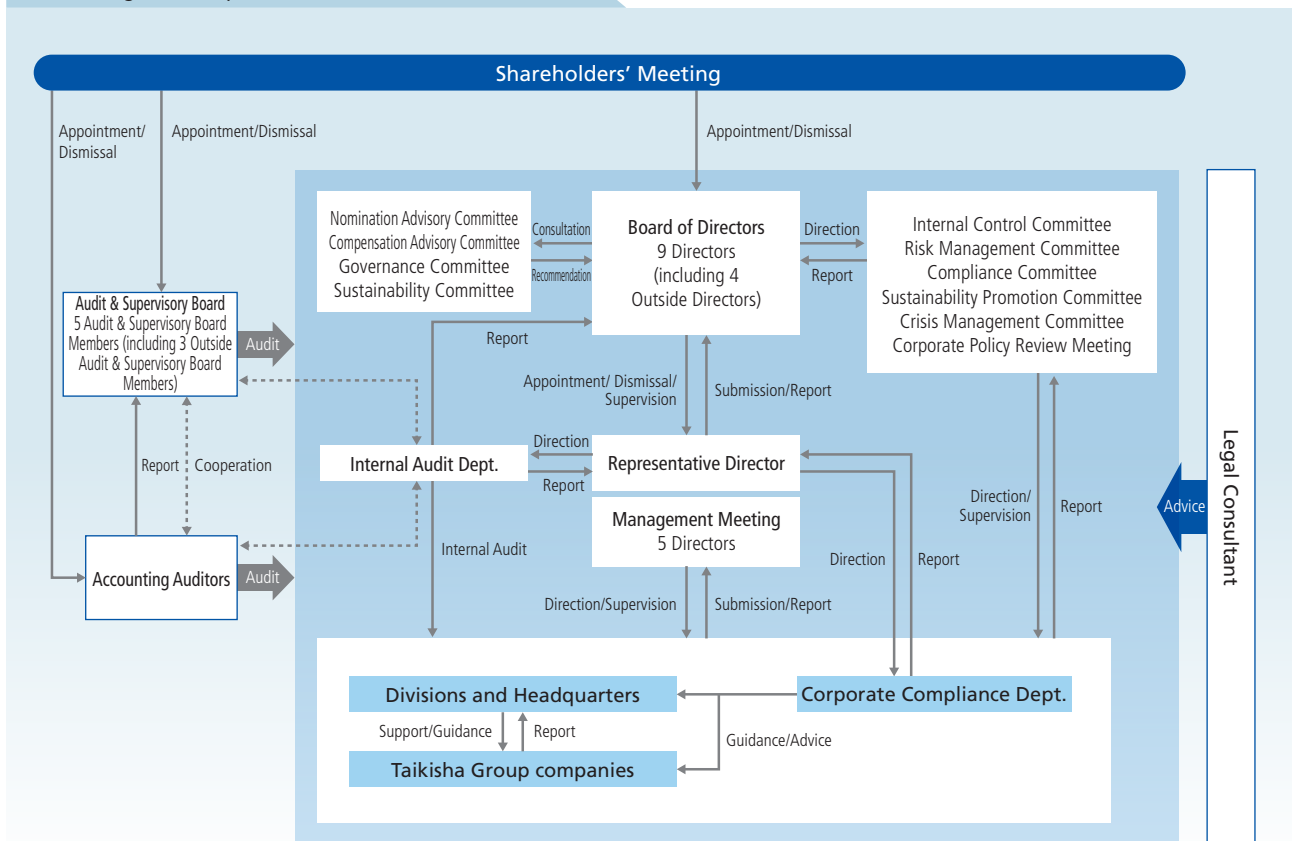 Shareholders’ Meeting
Appointment/
Dismissal
Appointment/Dismissal
Appointment/Dismissal
Nomination Advisory Committee
Compensation Advisory Committee
Governance Committee
Sustainability Committee
Consultation
Recommendation
Board of Directors
9 Directors
(including 4
Outside Directors)
Direction
Report
Internal Control Committee
Risk Management Committee
Compliance Committee
Sustainability Promotion Committee
Crisis Management Committee
Corporate Policy Review Meeting
Audit & Supervisory Board
5 Audit & Supervisory Board
Members (including 3 Outside
Audit & Supervisory Board
Members)
Audit
Report
Appointment/ Dismissal/
Supervision
Submission/Report
Report
Cooperation
Internal Audit Dept.
Direction
Report
Representative Director
Management Meeting
5 Directors
Direction/
Supervision
Report
Advice
Legal Consultant
Accounting Auditors
Audit
Internal Audit
Direction
Report
Direction/Supervision
Submission/Report
Divisions and Headquarters
Corporate Compliance Dept.
Support/Guidance
Report
Guidance/Advice
Taikisha Group companies